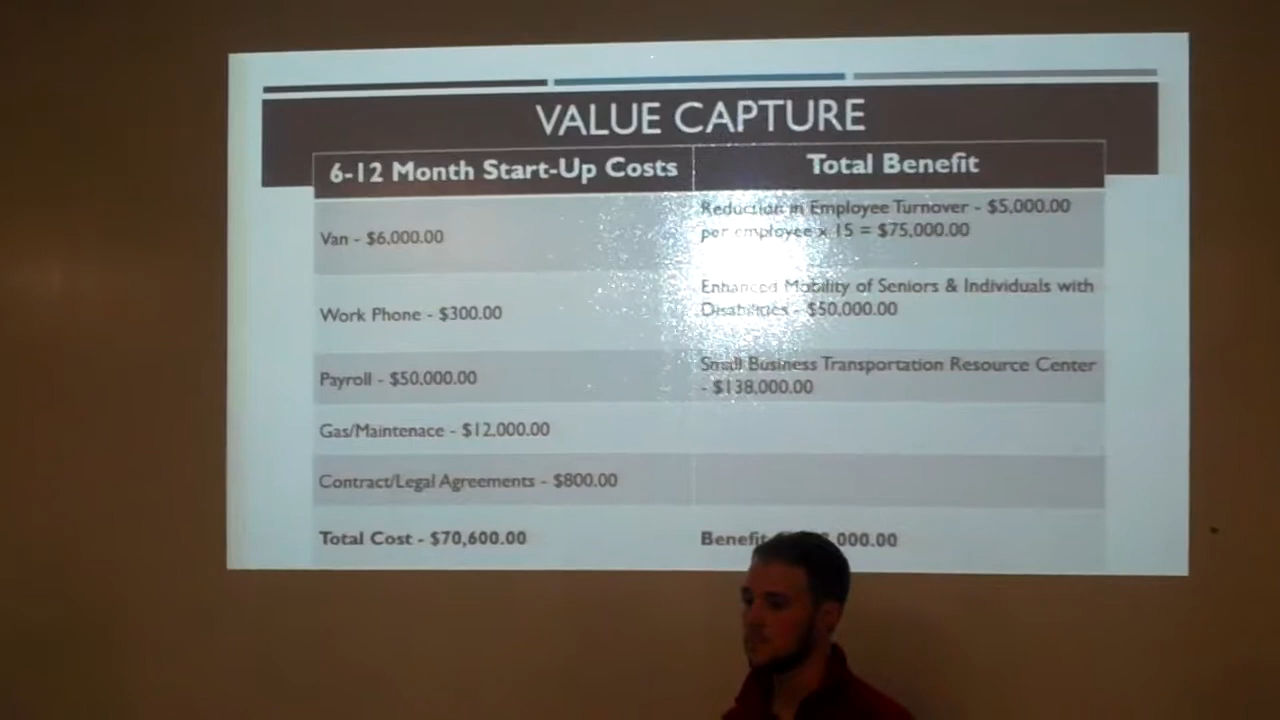 VALUE CAPTURE
6-12 Month Start-Up Costs
Total Benefit
Van - $6,000.00
Reduction in Employee Turnover - $5,000.00
per employee x 15 = $75,000.00
Work Phone - $300.00
Enhanced Mobility of Seniors & Individuals with
Disabilities - $50,000.00
Payroll - $50,000.00
Small Business Transportation Resource Center
- $138,000.00
Gas/Maintenace - $12,000.00
Contract/Legal Agreements - $800.00
Total Cost - $70,600.00
Benefit